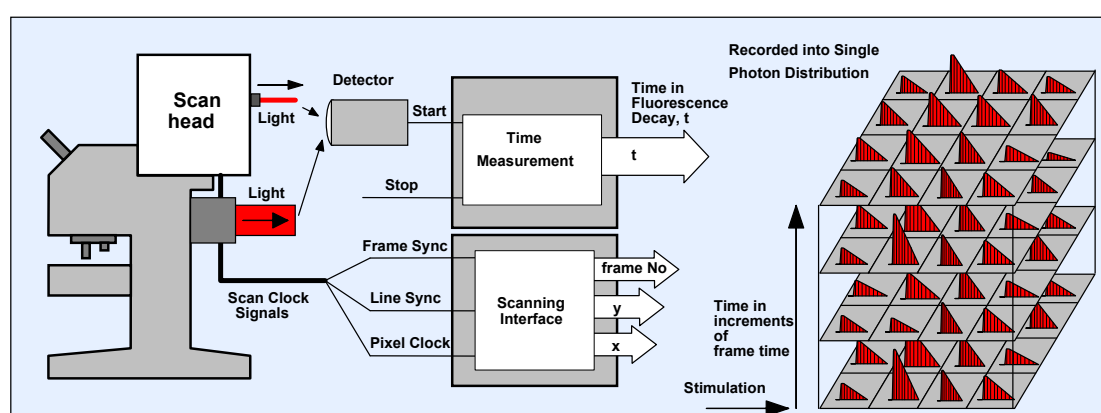 Scan
head
Light
Detector
Start
Time
Measurement
Stop
Time in
Fluorescence
Decay, t
t
Light
Scan Clock
Signals
Frame Sync
Line Sync
Pixel Clock
Scanning
Interface
frame No
y
x
Recorded into Single
Photon Distribution
Time in
increments
of
frame time
Stimulation